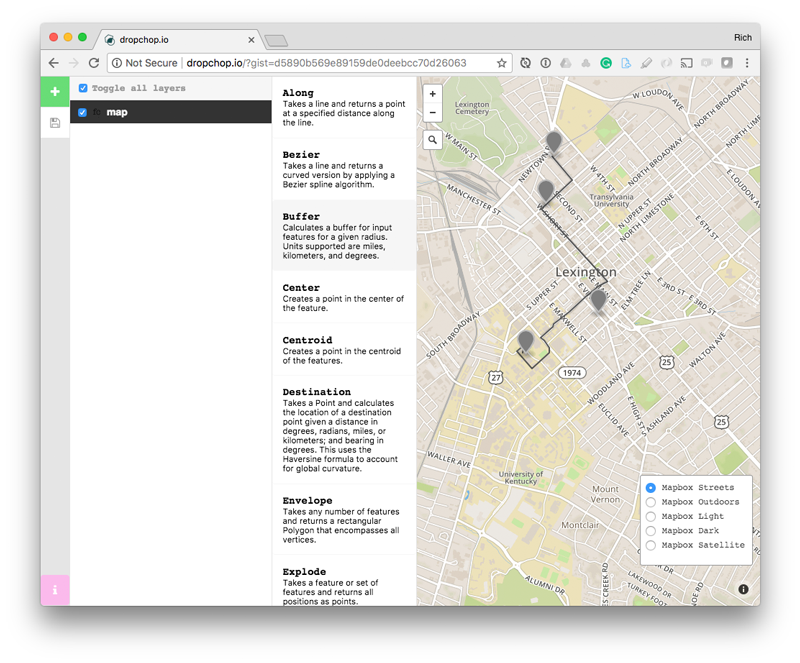 dropchop.io
Rich
Not Secure
dropchop.io/?gist=d5890b569e89159de0deebcc70d26063
Toggle all layers
map
Along
Takes a line and returns a point
at a specified distance along
the line.
Bezier
Takes a line and returns a
curved version by applying a
Bezier spline algorithm.
Buffer
Calculates a buffer for input
features for a given radius.
Units supported are miles,
kilometers, and degrees.
Center
Creates a point in the center of
the feature.
Centroid
Creates a point in the centroid
of the features.
Destination
Takes a Point and calculates
the location of a destination
point given a distance in
degrees, radians, miles, or
kilometers; and bearing in
degrees. This uses the
Haversine formula to account
for global curvature.
Envelope
Takes any number of features
and returns a rectangular
Polygon that encompasses all
vertices.
Explode
Takes a feature or set of
features and returns all
positions as points.
Lexington
Cemetery
W LOUDON AVE
NORTH BROADWAY
W MAIN ST
W 4TH ST
NORTH BROADWAY
E LOUDON AV
MANCHESTER ST
Transylvania
University
N UPPER ST
NORTH LIMESTONE
E 6TH ST
W SHORT ST
Lexington
S UPPER ST
ELM TREE LN
E 3RD ST
E 3RD ST
SOUTH BROADWAY
E MAXWELL ST
WALTON AVE
25
1974
27
WOODLAND AVE
E HIGH ST
S ASHLAND AVE
EUCLID AVE
25
WALLER AVE
University of
Kentucky
Mount
Vernon
Montclair
ALUMNI DR
LAKEWOOD DR
TURKEY FOOT
Mapbox Streets
Mapbox Outdoors
Mapbox Light
Mapbox Dark
Mapbox Satellite